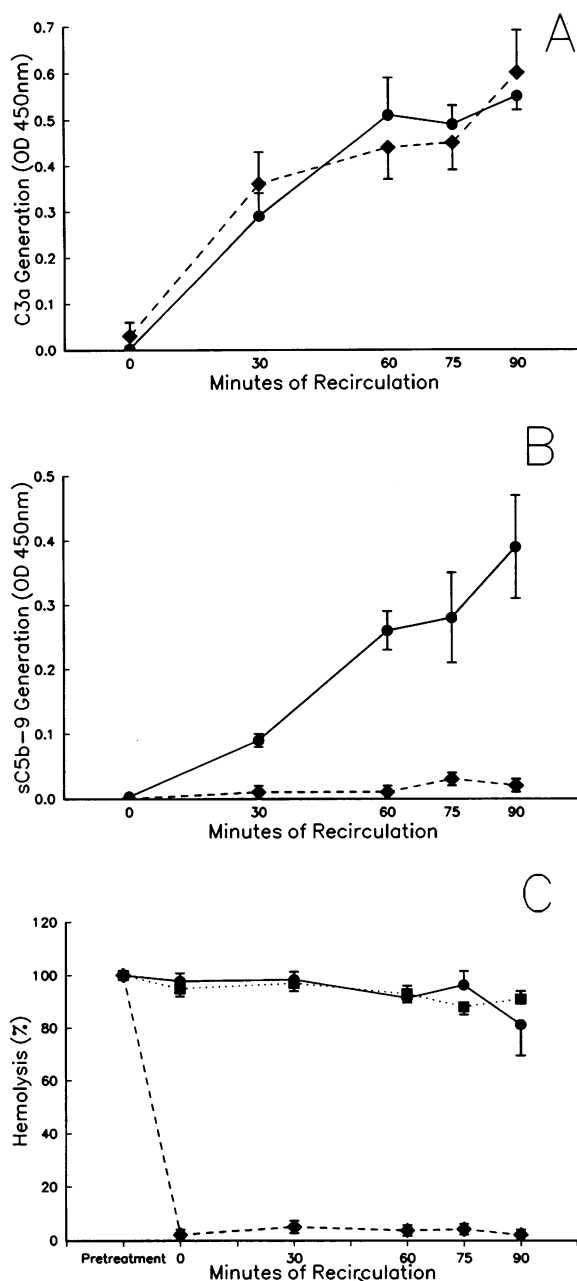 A
C3a Generation (OD 450nm)
0.7
0.6
0.5
0.4
0.3
0.2
0.1
0.0
0 30 60 75 90
Minutes of Recirculation
B
sC5b-9 Generation (OD 450nm)
0.5
0.4
0.3
0.2
0.1
0.0
0 30 60 75 90
Minutes of Recirculation
C
Hemolysis (%)
120
100
80
60
40
20
0
Pretreatment 0 30 60 75 90
Minutes of Recirculation